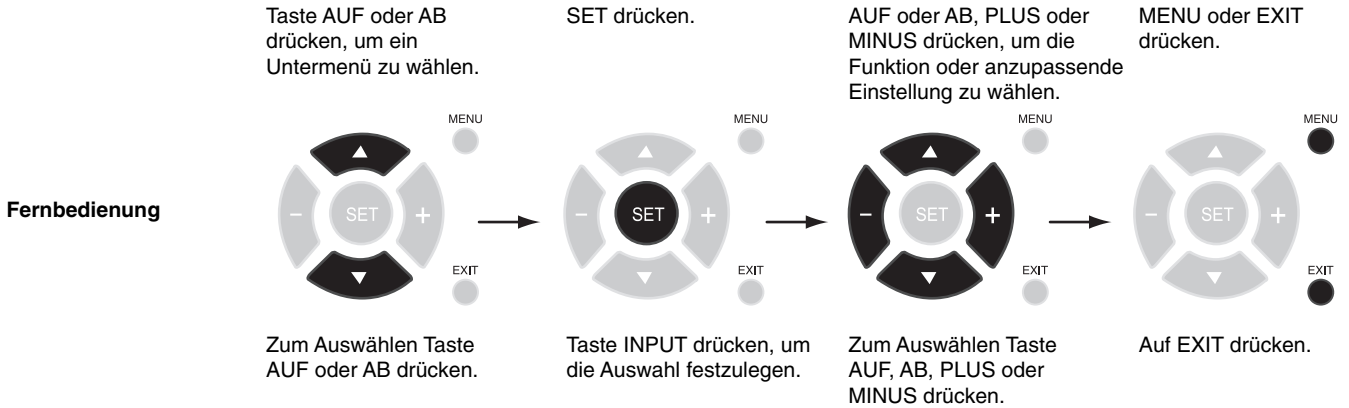 Taste AUF oder AB
drücken, um ein
Untermenü zu wählen.
SET drücken.
AUF oder AB, PLUS oder
MINUS drücken, um die
Funktion oder anzupassende
Einstellung zu wählen.
MENU oder EXIT
drücken.
Fernbedienung
MENU
- SET +
EXIT
MENU
- SET +
EXIT
MENU
- SET +
EXIT
MENU
- SET +
EXIT
Zum Auswählen Taste
AUF oder AB drücken.
Taste INPUT drücken, um
die Auswahl festzulegen.
Zum Auswählen Taste
AUF, AB, PLUS oder
MINUS drücken.
Auf EXIT drücken.